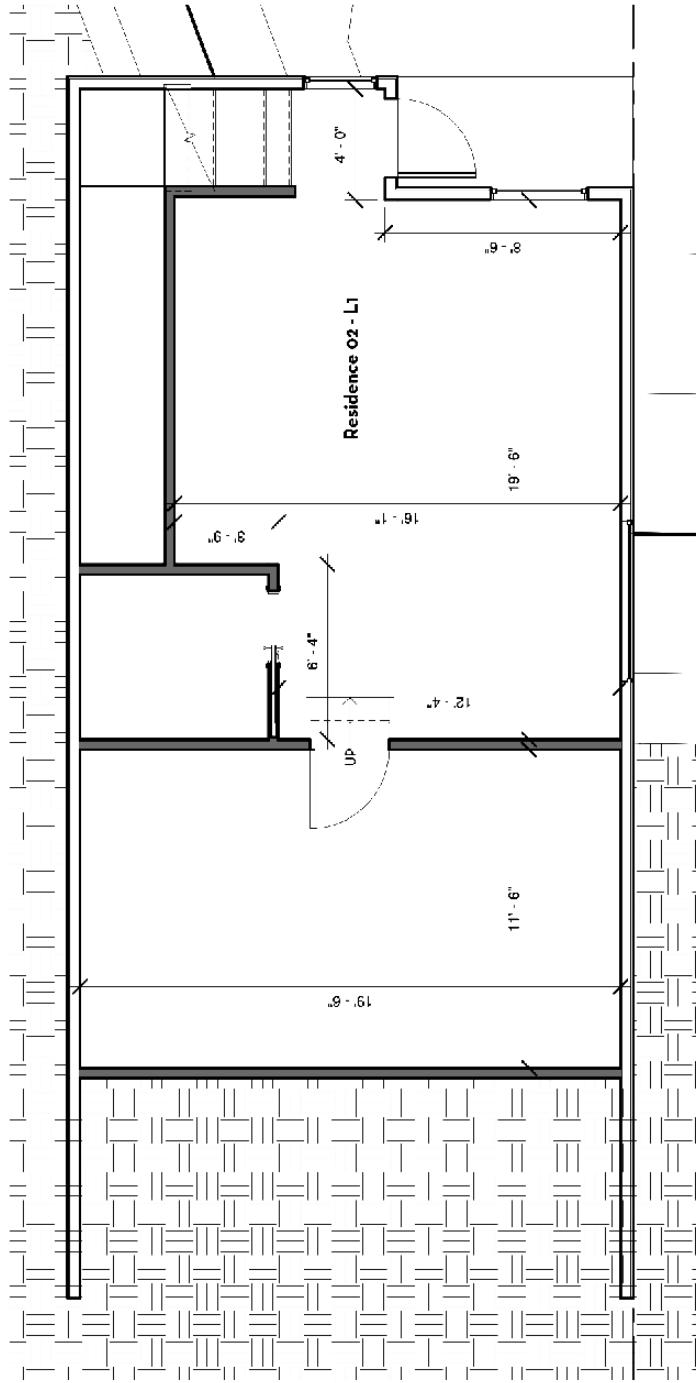 4' - 0"
8' - 6"
Residence 02 - L1
19' - 6"
16' - 1"
3' - 9"
6' - 4"
12' - 4"
UP
11' - 6"
19' - 6"